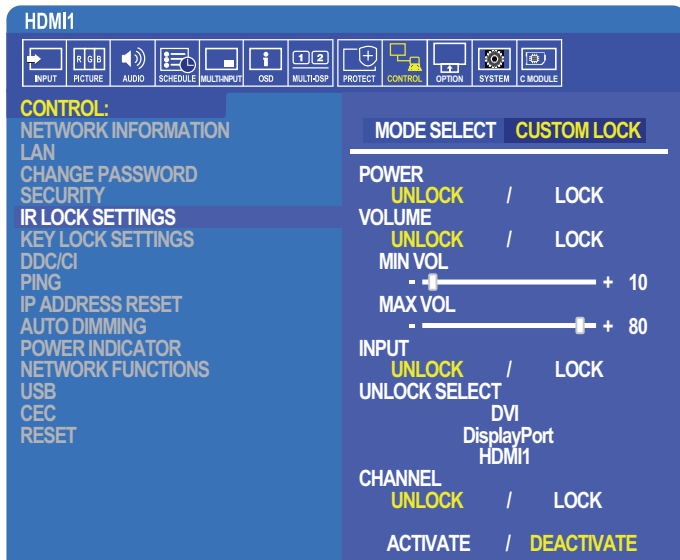 HDMI1
INPUT RGB PICTURE AUDIO SCHEDULE MULTI-INPUT OSD 1 2 MULTI-DSP PROTECT CONTROL OPTION SYSTEM C MODULE
CONTROL:
NETWORK INFORMATION
LAN
CHANGE PASSWORD
SECURITY
IR LOCK SETTINGS
KEY LOCK SETTINGS
DDC/CI
PING
IP ADDRESS RESET
AUTO DIMMING
POWER INDICATOR
NETWORK FUNCTIONS
USB
CEC
RESET
MODE SELECT CUSTOM LOCK
POWER
UNLOCK / LOCK
VOLUME
UNLOCK / LOCK
MIN VOL
- + 10
MAX VOL
- + 80
INPUT
UNLOCK / LOCK
UNLOCK SELECT
DVI
DisplayPort
HDMI1
CHANNEL
UNLOCK / LOCK
ACTIVATE / DEACTIVATE